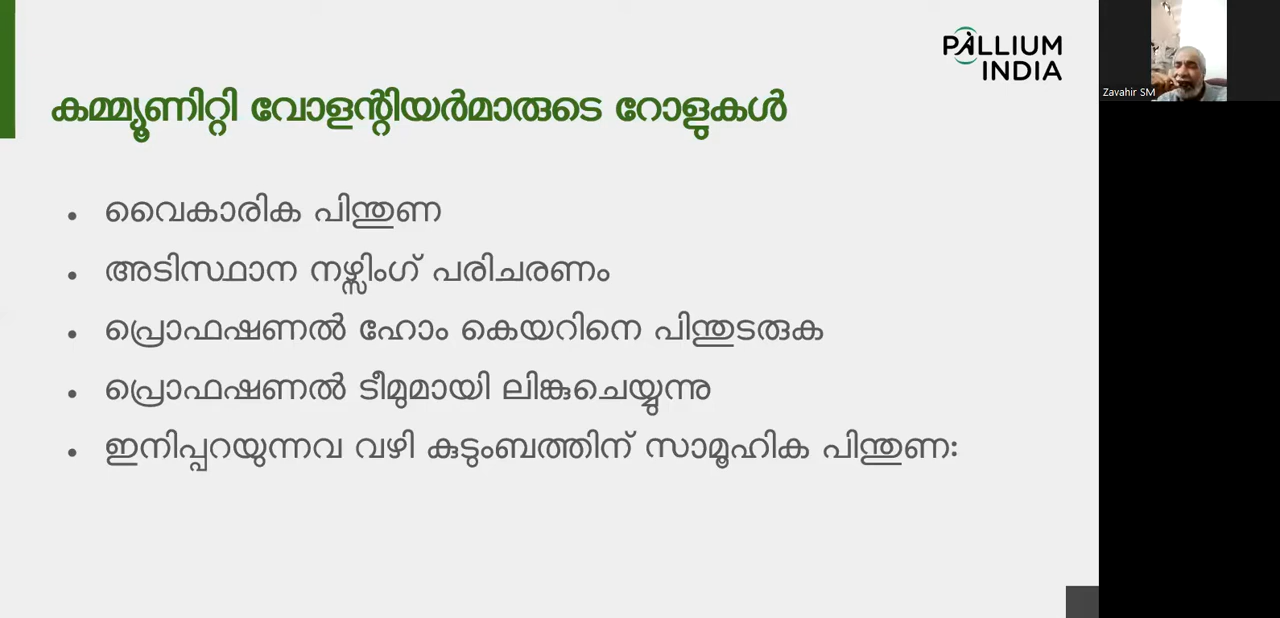 PALLIUM
INDIA
Zavahir SM
കമ്മ്യൂണിറ്റി വോളന്റിയർമാരുടെ റോളുകൾ
• വൈകാരിക പിന്തുണ
• അടിസ്ഥാന നഴ്സിംഗ് പരിചരണം
• പ്രൊഫഷണൽ ഹോം കെയറിനെ പിന്തുടരുക
• പ്രൊഫഷണൽ ടീമുമായി ലിങ്കുചെയ്യുന്നു
• ഇനിപ്പറയുന്നവ വഴി കുടുംബത്തിന് സാമൂഹിക പിന്തുണ: